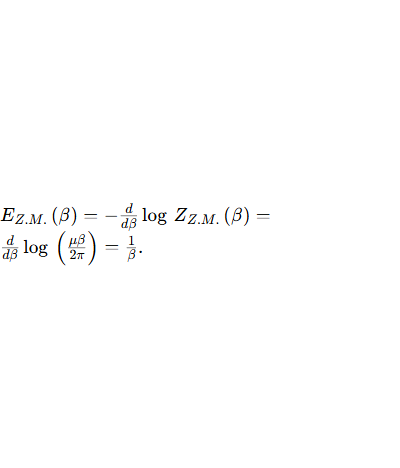 $E_{Z.M.}(\beta) = -\frac{d}{d\beta} \log Z_{Z.M.}(\beta) =$
$\frac{d}{d\beta} \log \left( \frac{\mu\beta}{2\pi} \right) = \frac{1}{\beta}.$